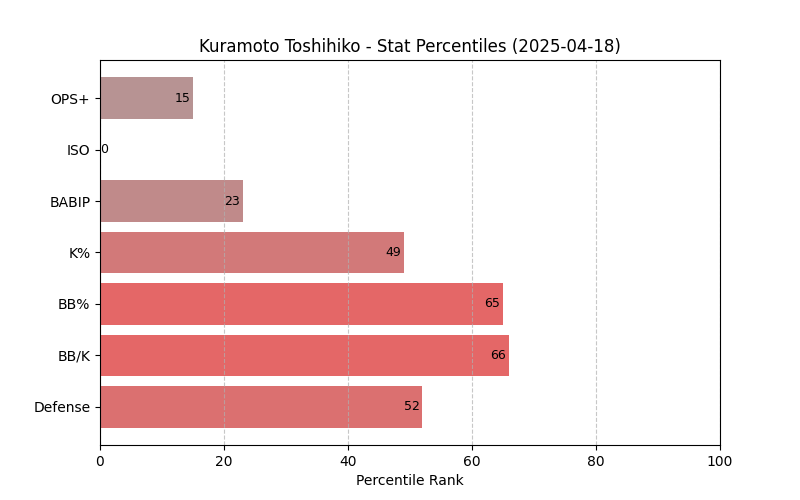 Kuramoto Toshihiko - Stat Percentiles (2025-04-18)
OPS+ 15
ISO 0
BABIP 23
K% 49
BB% 65
BB/K 66
Defense 52
0 20 40 60 80 100
Percentile Rank